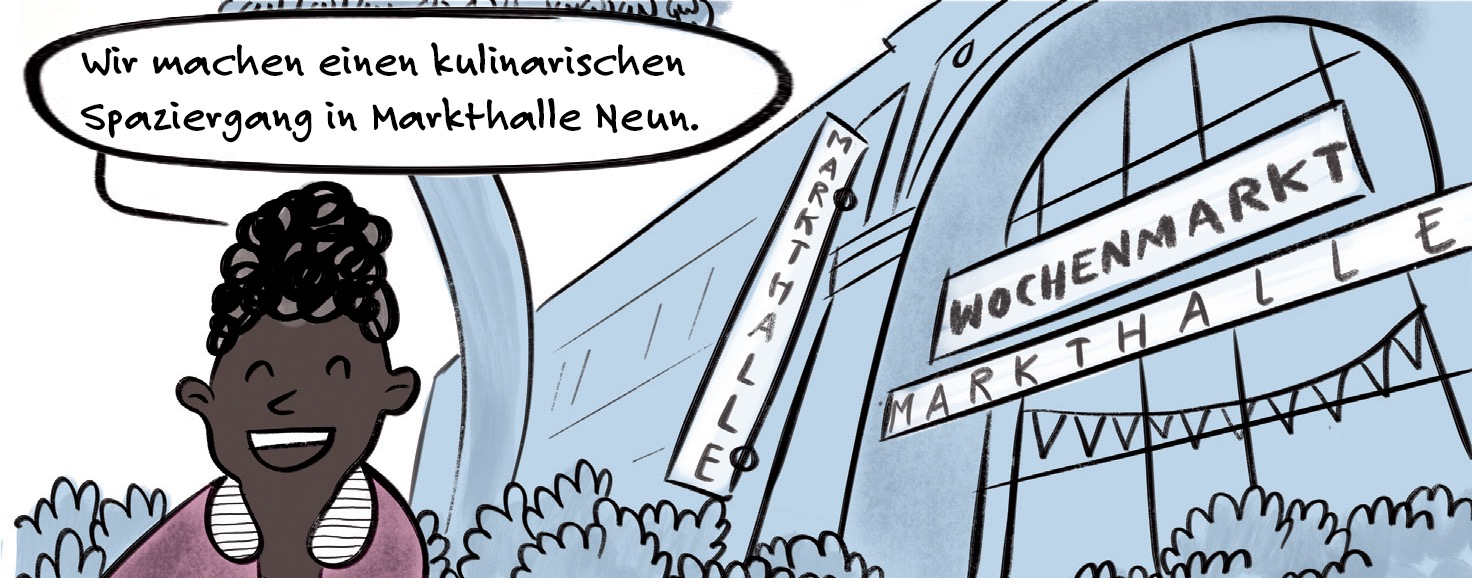 Wir machen einen kulinarischen
Spaziergang in Markthalle Neun.
MARKTHALLE
WOCHENMARKT
MARKTHALLE